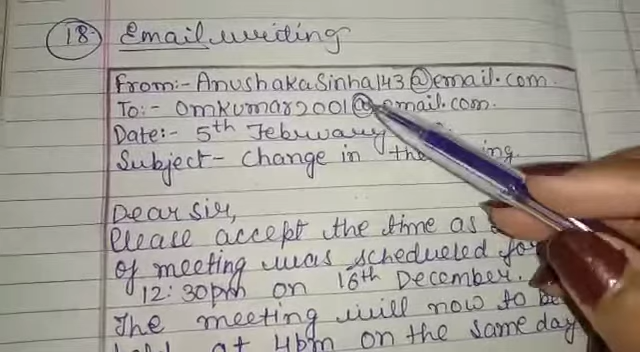 18. Email writing
From:- AnushakaSinha143@email.com.
To:- Omkumar2001@email.com.
Date:- 5th February
Subject- Change in the ing.
Dear Sir,
Please accept the time as
of meeting was scheduled for
12:30pm on 16th December.
The meeting will now to be
at 4pm on the same day